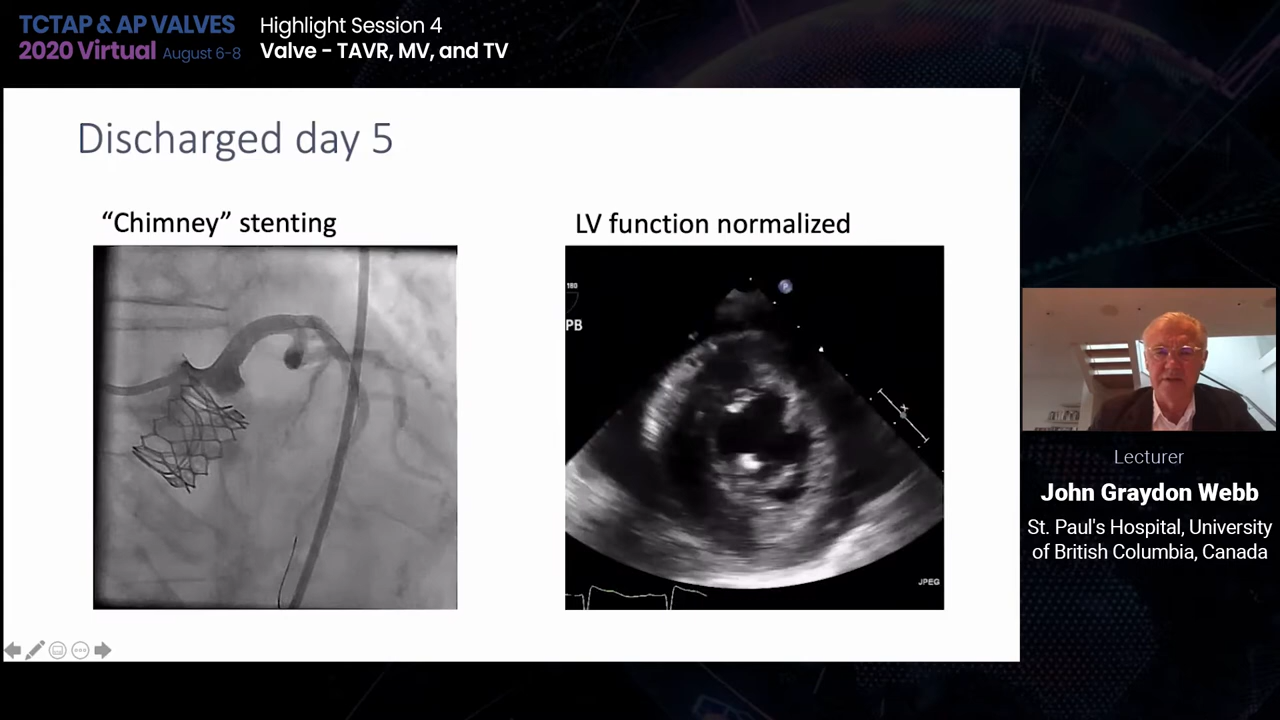 TCTAP & AP VALVES
2020 Virtual August 6-8
Highlight Session 4
Valve - TAVR, MV, and TV
Discharged day 5
“Chimney” stenting
LV function normalized
180
PB
P
JPEG
Lecturer
John Graydon Webb
St. Paul's Hospital, University
of British Columbia, Canada